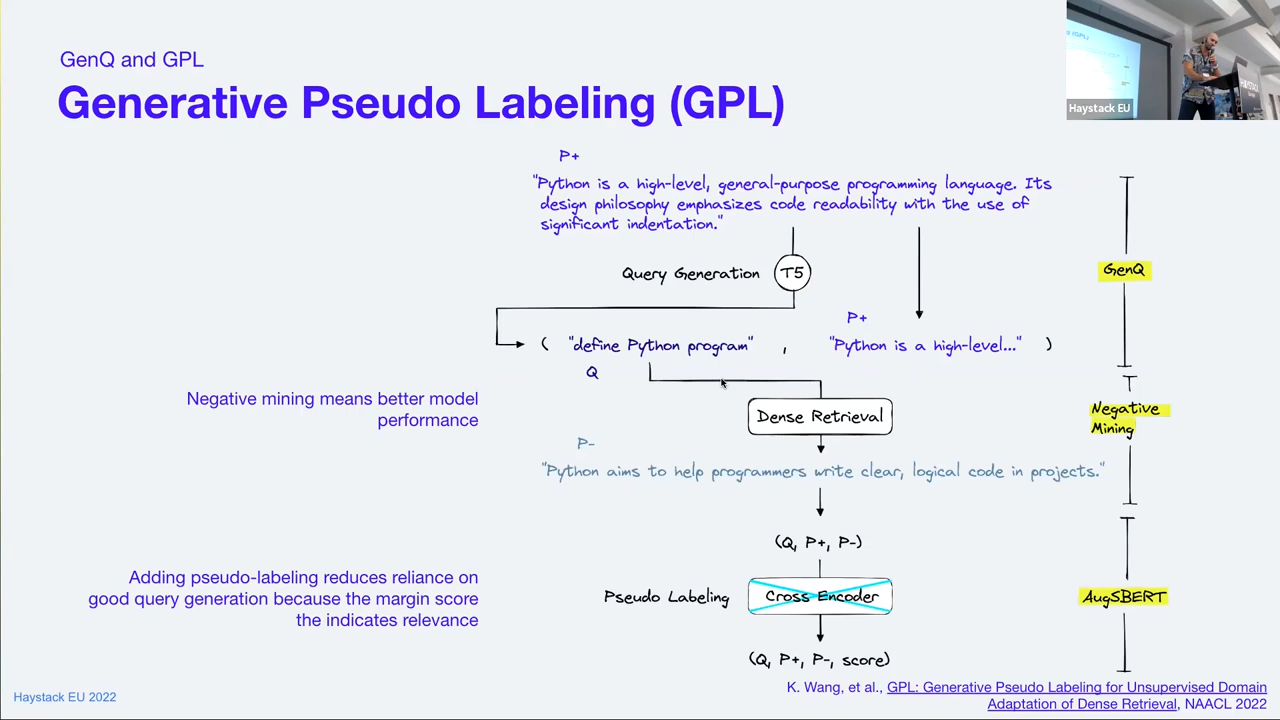 GenQ and GPL
Generative Pseudo Labeling (GPL)
Haystack EU
P+
"Python is a high-level, general-purpose programming language. Its
design philosophy emphasizes code readability with the use of
significant indentation."
Query Generation
T5
GenQ
P+
( "define Python program" , "Python is a high-level..." )
Q
Negative mining means better model
performance
Dense Retrieval
Negative
Mining
P-
"Python aims to help programmers write clear, logical code in projects."
(Q, P+, P-)
Adding pseudo-labeling reduces reliance on
good query generation because the margin score
the indicates relevance
Pseudo Labeling
Cross Encoder
AugSBERT
(Q, P+, P-, score)
K. Wang, et al., GPL: Generative Pseudo Labeling for Unsupervised Domain
Adaptation of Dense Retrieval, NAACL 2022
Haystack EU 2022